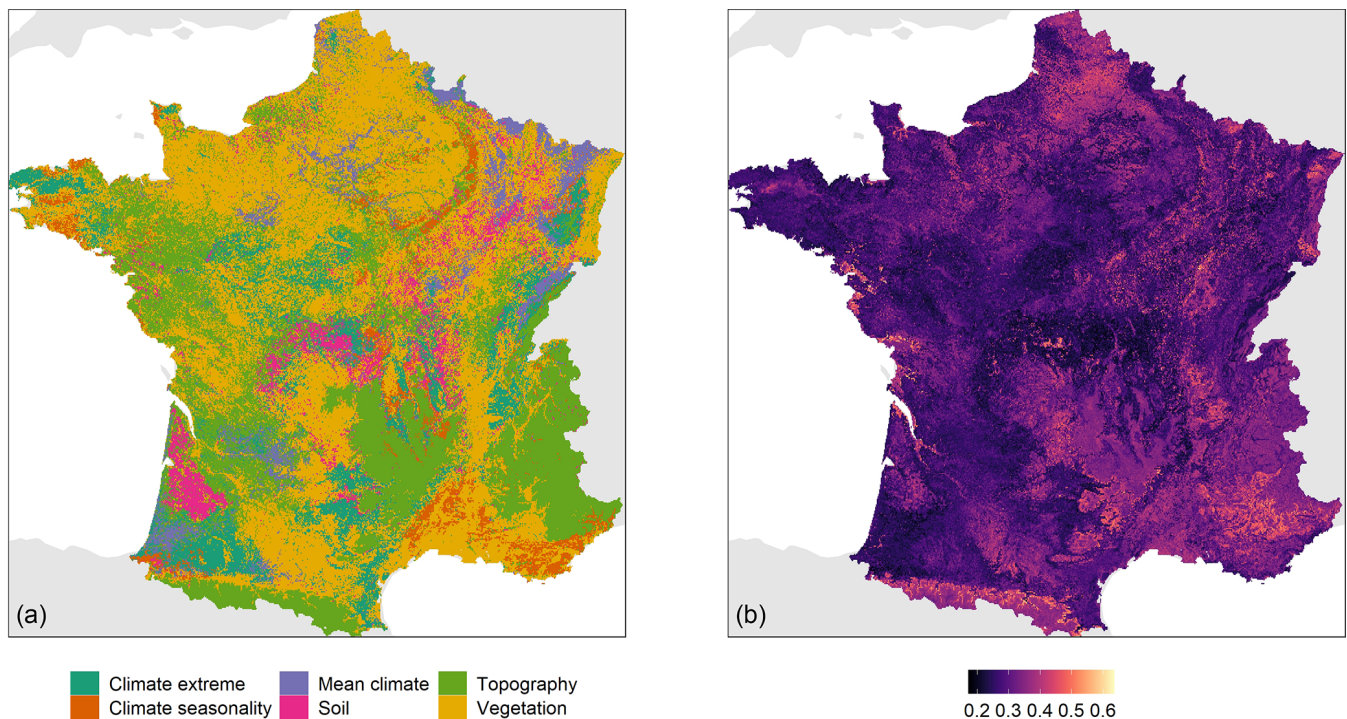 (a)
(b)
Climate extreme
Mean climate
Topography
Climate seasonality
Soil
Vegetation
0.2 0.3 0.4 0.5 0.6